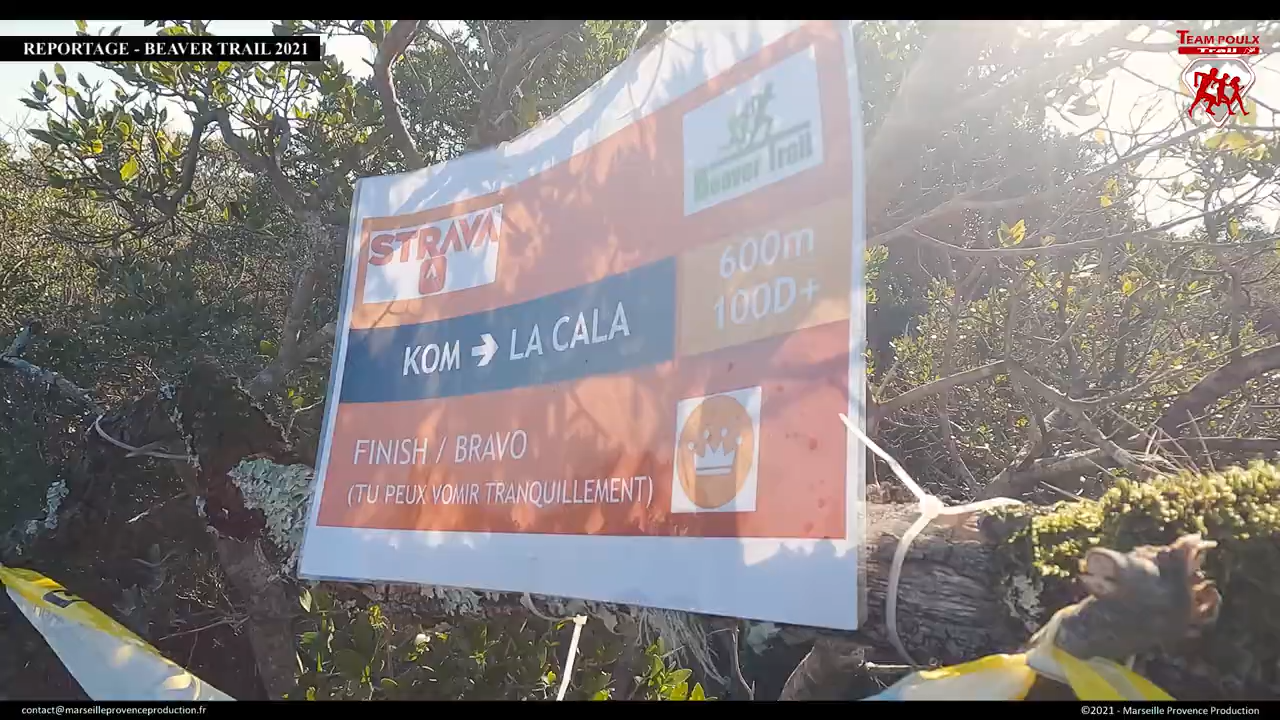 REPORTAGE - BEAVER TRAIL 2021
TEAM POULX
Trail
Beaver Trail
STRAVA
600m
100D+
KOM → LA CALA
FINISH / BRAVO
(TU PEUX VOMIR TRANQUILLEMENT)
contact@marseilleprovenceproduction.fr
©2021 - Marseille Provence Production